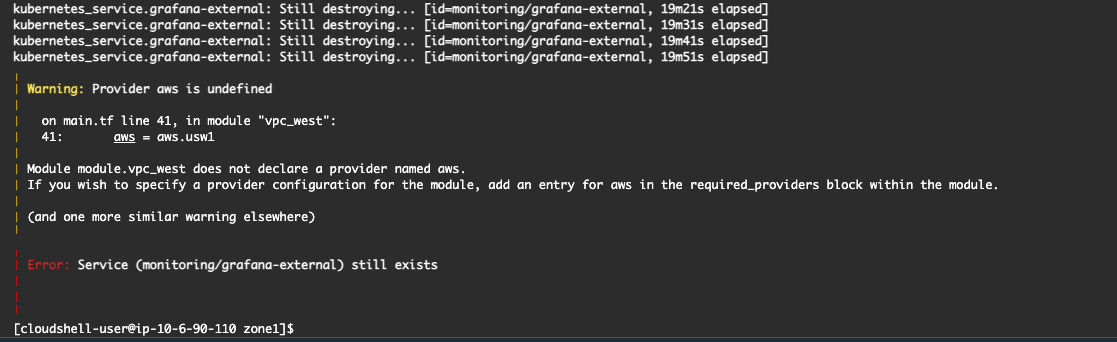 kubernetes_service.grafana-external: Still destroying... [id=monitoring/grafana-external, 19m21s elapsed]
kubernetes_service.grafana-external: Still destroying... [id=monitoring/grafana-external, 19m31s elapsed]
kubernetes_service.grafana-external: Still destroying... [id=monitoring/grafana-external, 19m41s elapsed]
kubernetes_service.grafana-external: Still destroying... [id=monitoring/grafana-external, 19m51s elapsed]
Warning: Provider aws is undefined
on main.tf line 41, in module "vpc_west":
41: aws = aws.usw1
Module module.vpc_west does not declare a provider named aws.
If you wish to specify a provider configuration for the module, add an entry for aws in the required_providers block within the module.
(and one more similar warning elsewhere)
Error: Service (monitoring/grafana-external) still exists
[cloudshell-user@ip-10-6-90-110 zone1]$